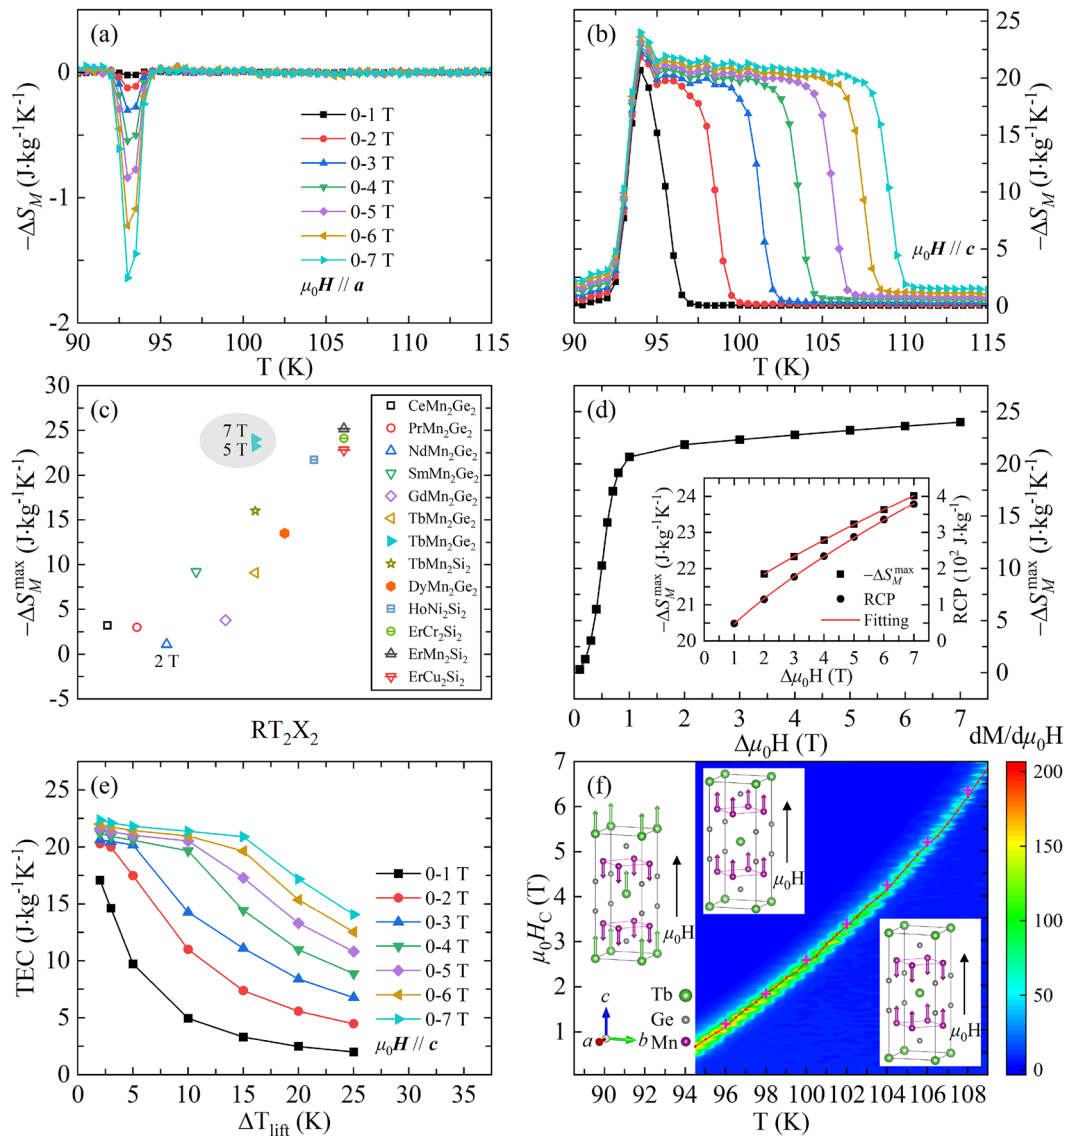 (a)
0
-1
-2
−ΔS_M (J·kg⁻¹K⁻¹)
0-1 T
0-2 T
0-3 T
0-4 T
0-5 T
0-6 T
0-7 T
μ₀H // a
90 95 100 105 110 115
T (K)
(b)
25
20
15
10
5
0
−ΔS_M (J·kg⁻¹K⁻¹)
μ₀H // c
90 95 100 105 110 115
T (K)
(c)
30
25
20
15
10
5
0
-5
−ΔS_M^max (J·kg⁻¹K⁻¹)
7 T
5 T
2 T
CeMn₂Ge₂
PrMn₂Ge₂
NdMn₂Ge₂
SmMn₂Ge₂
GdMn₂Ge₂
TbMn₂Ge₂
TbMn₂Ge₂
TbMn₂Si₂
DyMn₂Ge₂
HoNi₂Si₂
ErCr₂Si₂
ErMn₂Si₂
ErCu₂Si₂
RT₂X₂
(d)
25
20
15
10
5
0
−ΔS_M^max (J·kg⁻¹K⁻¹)
24
23
22
21
20
−ΔS_M^max (J·kg⁻¹K⁻¹)
4
3
2
1
0
RCP (10² J·kg⁻¹)
−ΔS_M^max
RCP
Fitting
0 1 2 3 4 5 6 7
Δμ₀H (T)
0 1 2 3 4 5 6 7
Δμ₀H (T)
(e)
25
20
15
10
5
0
TEC (J·kg⁻¹K⁻¹)
0-1 T
0-2 T
0-3 T
0-4 T
0-5 T
0-6 T
0-7 T
μ₀H // c
0 5 10 15 20 25 30 35
ΔT_lift (K)
(f)
7
6
5
4
3
2
1
μ₀H_C (T)
μ₀H
μ₀H
μ₀H
c
a
b
Tb
Ge
Mn
90 92 94 96 98 100 102 104 106 108
T (K)
dM/dμ₀H
200
150
100
50
0